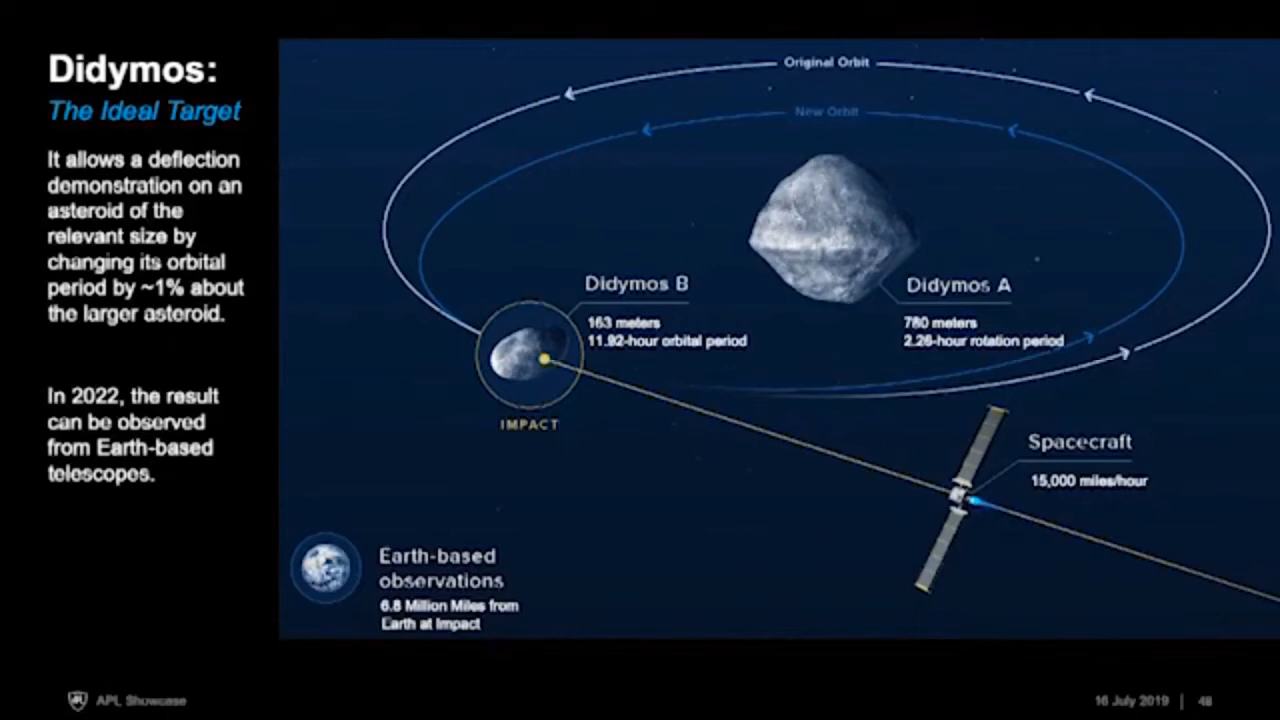 Didymos:
The Ideal Target
It allows a deflection
demonstration on an
asteroid of the
relevant size by
changing its orbital
period by ~1% about
the larger asteroid.
In 2022, the result
can be observed
from Earth-based
telescopes.
Original Orbit
New Orbit
Didymos B
163 meters
11.92-hour orbital period
Didymos A
780 meters
2.26-hour rotation period
IMPACT
Spacecraft
15,000 miles/hour
Earth-based
observations
6.8 Million Miles from
Earth at Impact
APL Showcase
16 July 2019 | 48